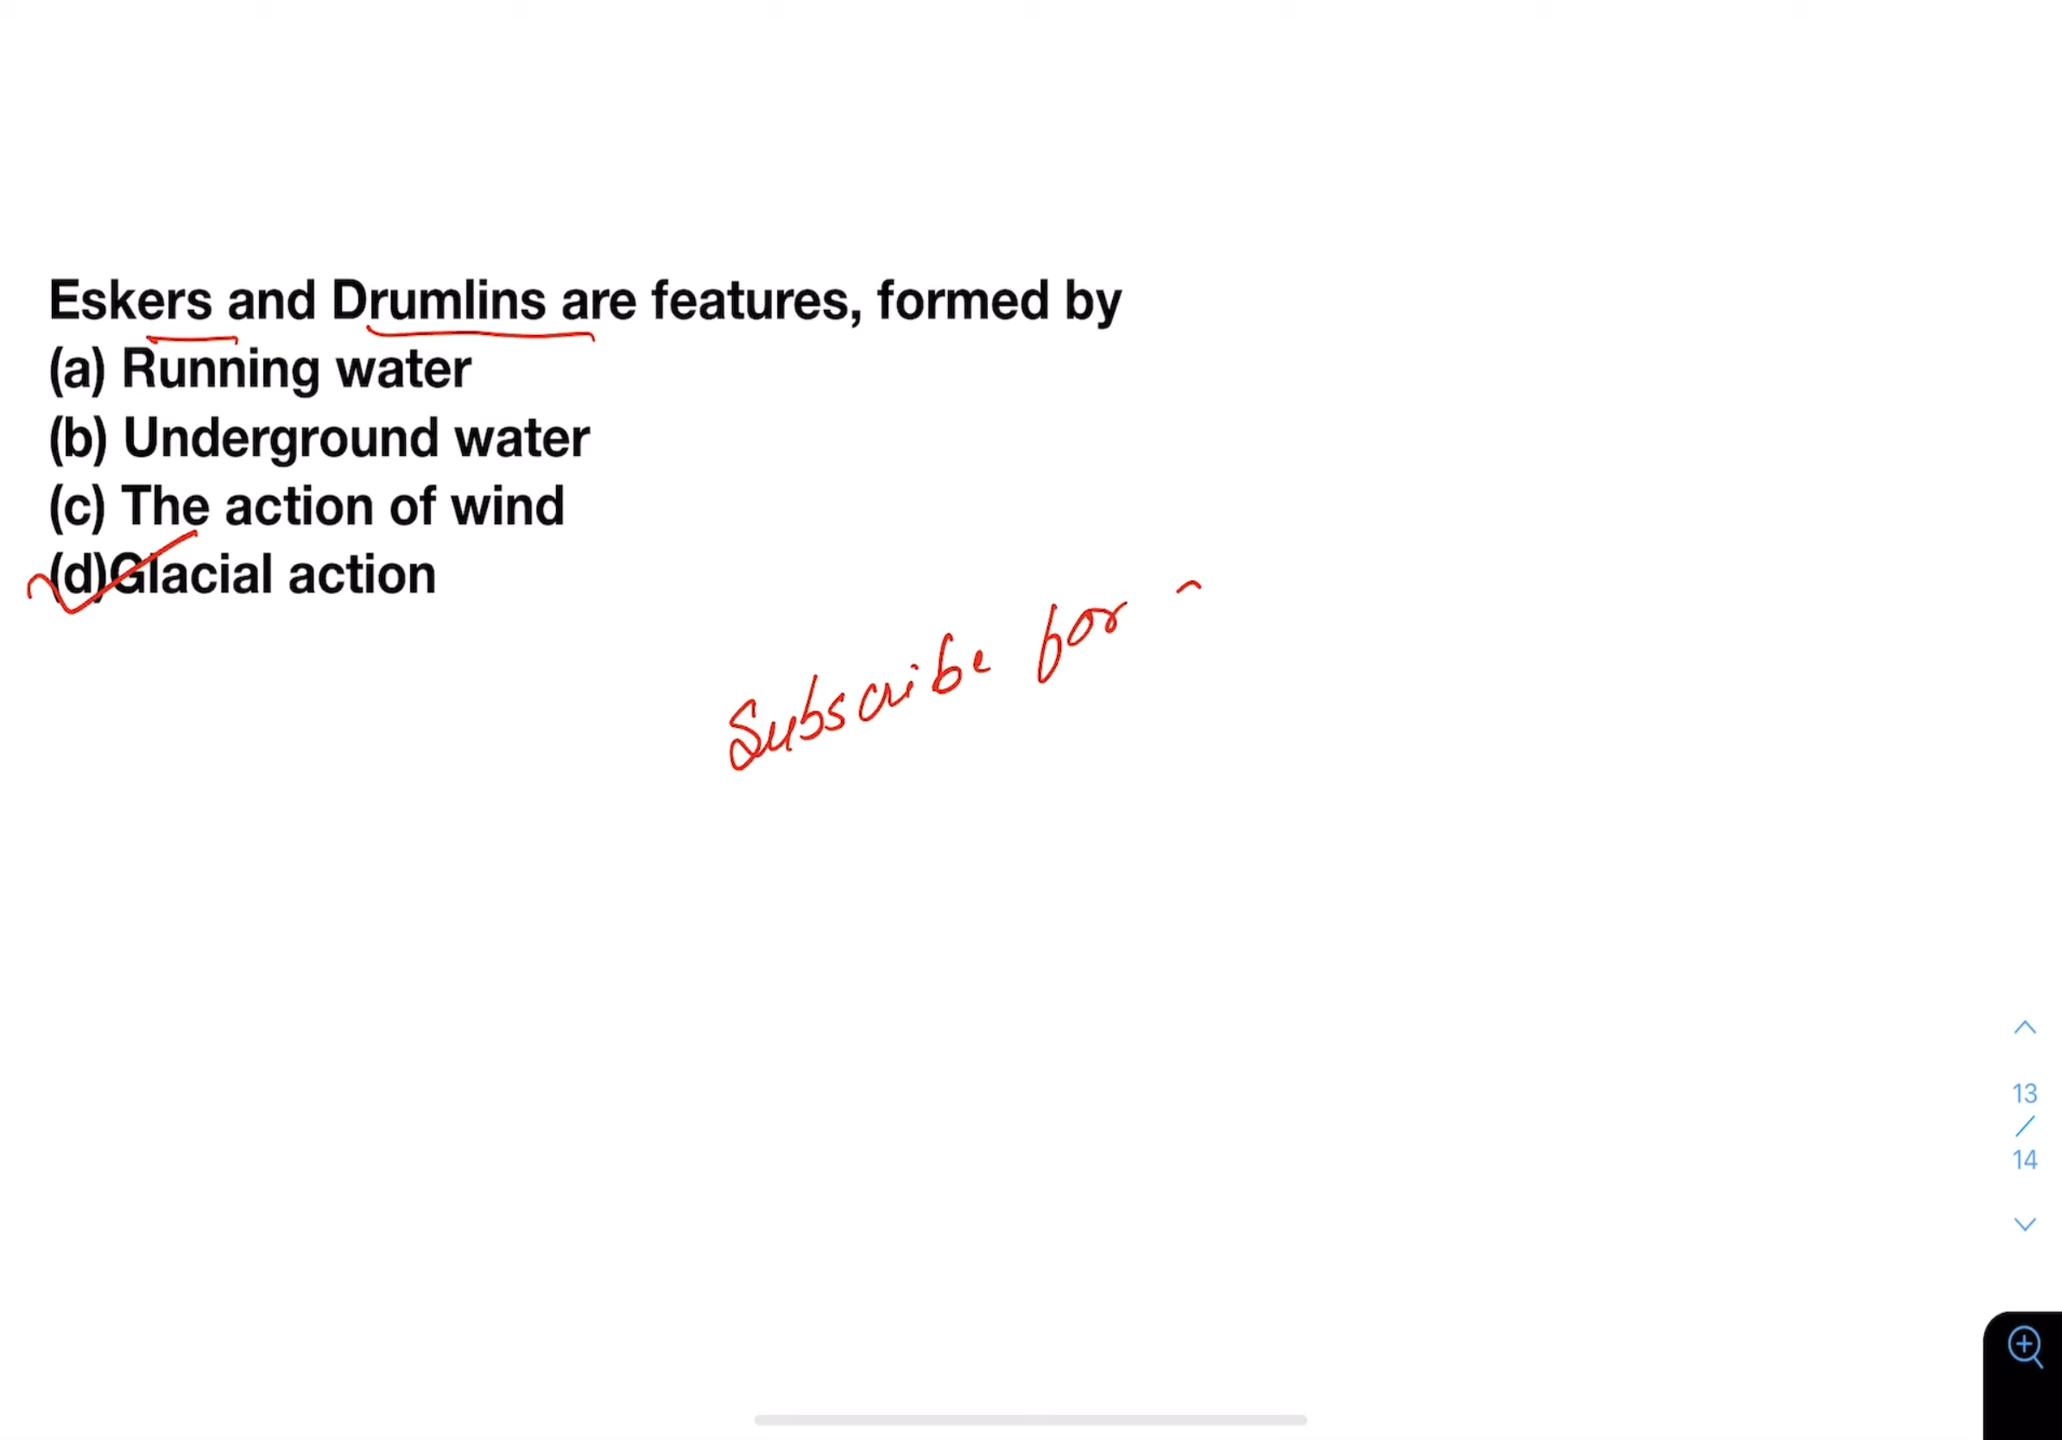 Eskers and Drumlins are features, formed by
(a) Running water
(b) Underground water
(c) The action of wind
(d)Glacial action
Subscribe for
13
/
14